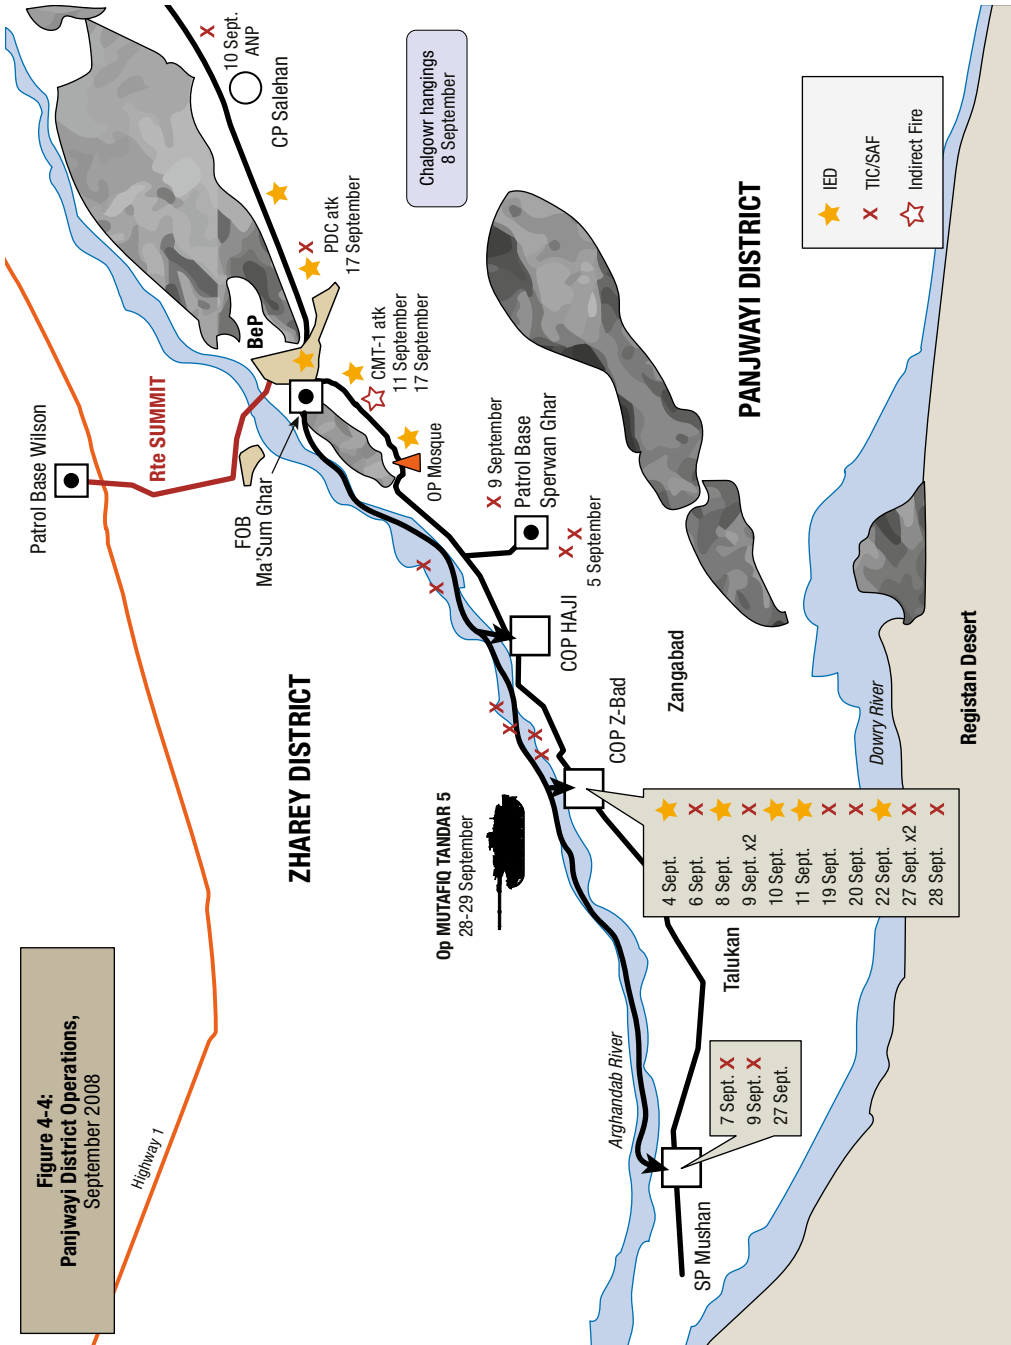 Figure 4-4:
Panjwayi District Operations,
September 2008
Highway 1
Patrol Base Wilson
Rte SUMMIT
FOB
Ma'Sum Ghar
BeP
10 Sept.
ANP
CP Salehan
PDC atk
17 September
CMT-1 atk
11 September
17 September
OP Mosque
Chalgowr hangings
8 September
ZHAREY DISTRICT
9 September
Patrol Base
Sperwan Ghar
5 September
COP HAJI
COP Z-Bad
Zangabad
Op MUTAFIQ TANDAR 5
28-29 September
4 Sept.
6 Sept.
8 Sept.
9 Sept. x2
10 Sept.
11 Sept.
19 Sept.
20 Sept.
22 Sept.
27 Sept. x2
28 Sept.
Talukan
Arghandab River
7 Sept.
9 Sept.
27 Sept.
SP Mushan
PANJWAYI DISTRICT
Dowry River
Registan Desert
IED
TIC/SAF
Indirect Fire